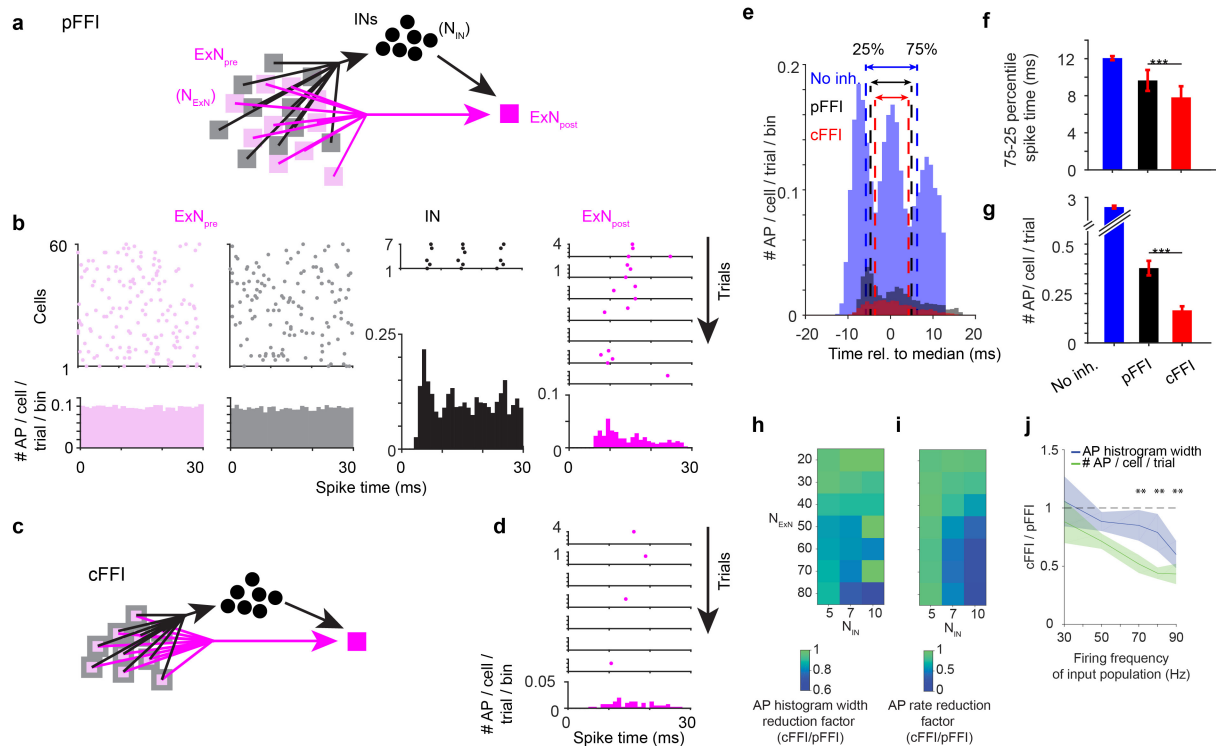 a
pFFI
INs
(N_IN)
ExN_pre
(N_ExN)
ExN_post
b
ExN_pre
IN
ExN_post
60
Cells
1
7
1
4
1
Trials
0.25
0
0.1
0
# AP / cell /
trial / bin
0.1
0
0 30
0 30
0 30
0 30
Spike time (ms)
c
cFFI
d
4
1
Trials
0.05
0
# AP / cell /
trial / bin
0 30
Spike time (ms)
e
25% 75%
0.2
No inh.
pFFI
cFFI
0.1
0
# AP / cell / trial / bin
-20 -10 0 10 20
Time rel. to median (ms)
f
75-25 percentile
spike time (ms)
12
8
4
0
***
g
# AP/ cell / trial
3
0.5
0.25
0
***
No inh.
pFFI
cFFI
h
20
30
40
N_ExN 50
60
70
80
5 7 10
N_IN
1
0.8
0.6
AP histogram width
reduction factor
(cFFI/pFFI)
i
5 7 10
N_IN
1
0.5
0
AP rate reduction
factor
(cFFI/pFFI)
j
1.5
AP histogram width
# AP / cell / trial
** ** **
1
0.5
0
cFFI / pFFI
30 50 70 90
Firing frequency
of input population (Hz)